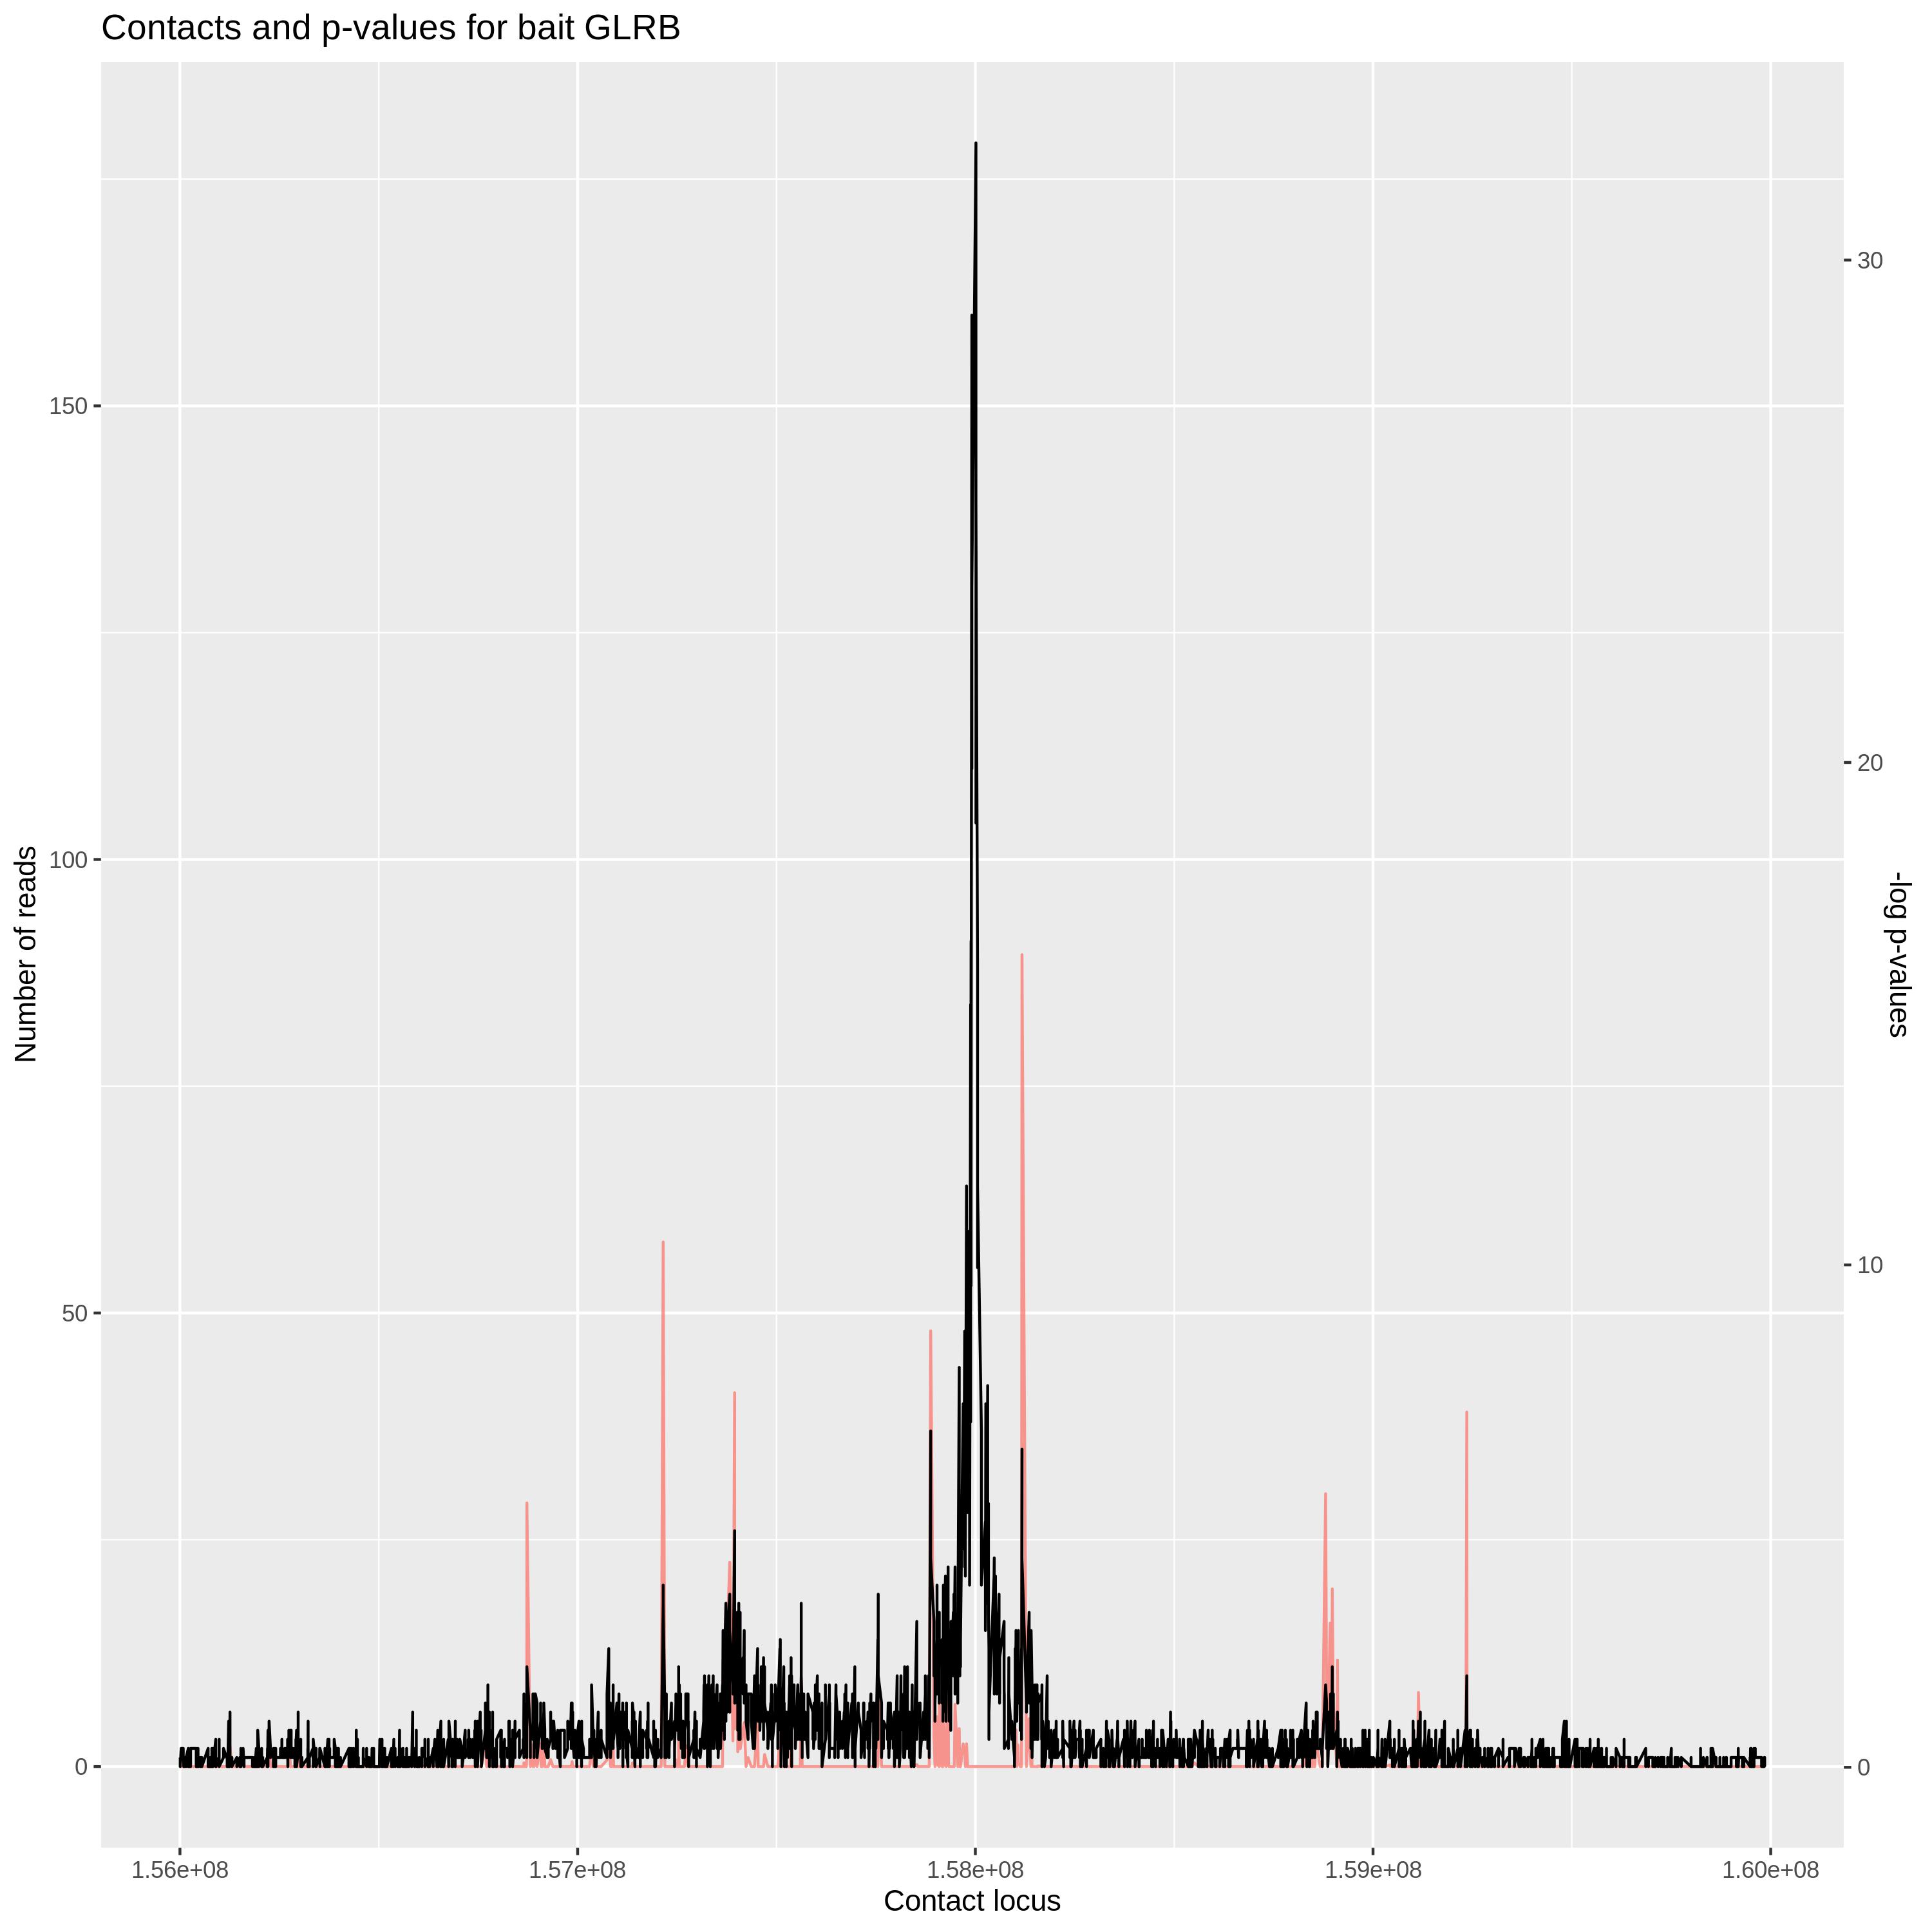 Contacts and p-values for bait GLRB
Number of reads
150
100
50
0
30
20
10
0
-log p-values
1.56e+08
1.57e+08
1.58e+08
1.59e+08
1.60e+08
Contact locus